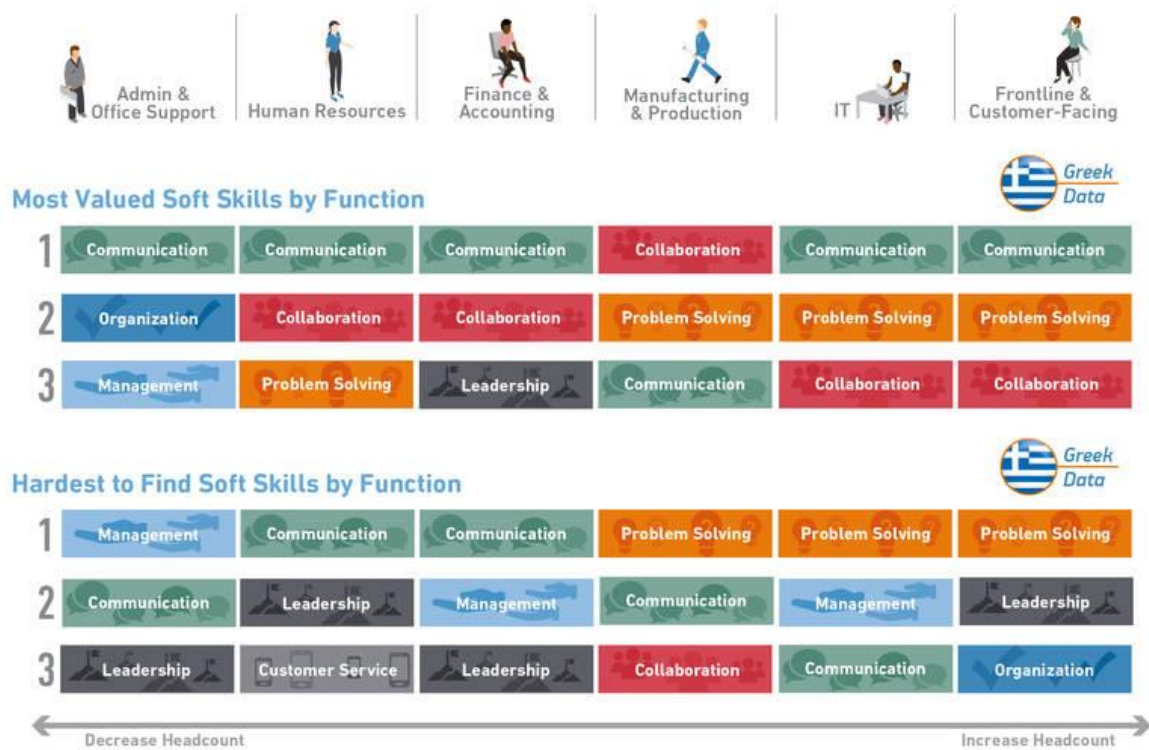 Admin &
Office Support
Human Resources
Finance &
Accounting
Manufacturing
& Production
IT
Frontline &
Customer-Facing
Greek
Data
Most Valued Soft Skills by Function
1 Communication Communication Communication Collaboration Communication Communication
2 Organization Collaboration Collaboration Problem Solving Problem Solving Problem Solving
3 Management Problem Solving Leadership Communication Collaboration Collaboration
Greek
Data
Hardest to Find Soft Skills by Function
1 Management Communication Communication Problem Solving Problem Solving Problem Solving
2 Communication Leadership Management Communication Management Leadership
3 Leadership Customer Service Leadership Collaboration Communication Organization
Decrease Headcount Increase Headcount